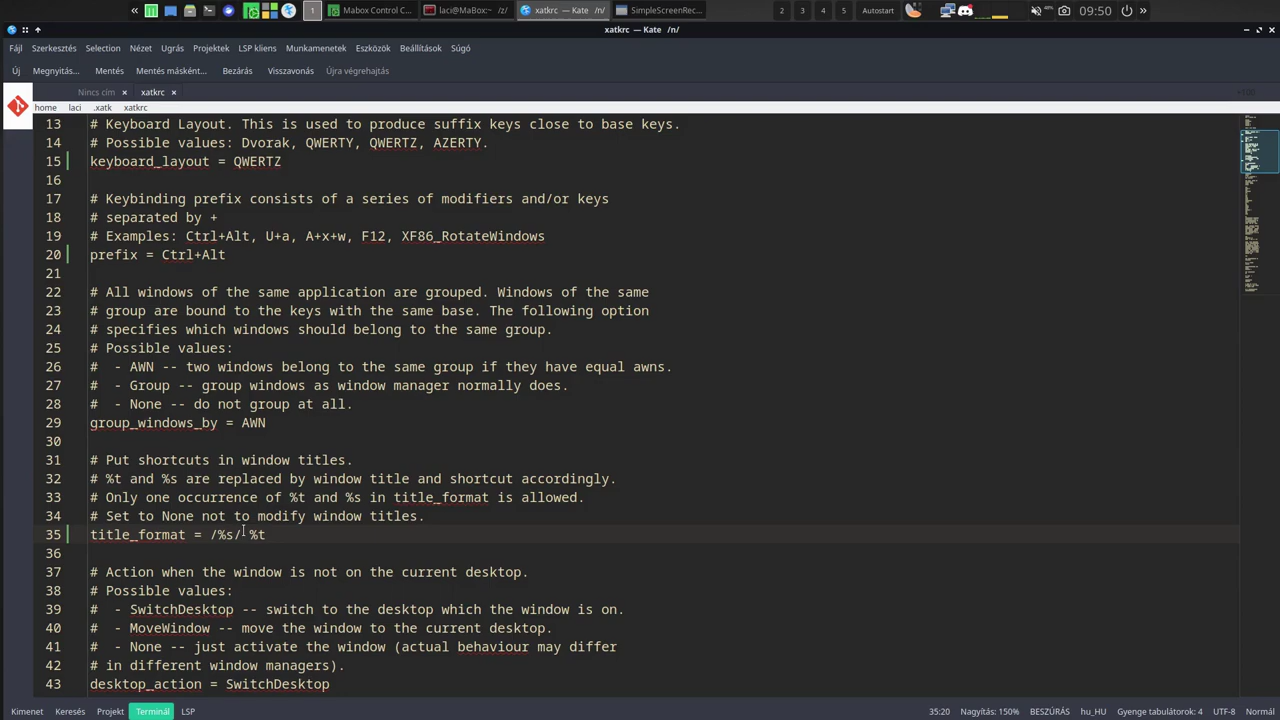 1
Mabox Control C...
laci@MaBox:~ /z/
xatkrc — Kate /n/
SimpleScreenRec...
2
3
4
5
Autostart
09:50
xatkrc — Kate /n/
Fájl Szerkesztés Selection Nézet Ugrás Projektek LSP kliens Munkamenetek Eszközök Beállítások Súgó
Új Megnyitás... Mentés Mentés másként... Bezárás Visszavonás Újra végrehajtás
Nincs cím
xatkrc
home laci .xatk xatkrc
13 # Keyboard Layout. This is used to produce suffix keys close to base keys.
14 # Possible values: Dvorak, QWERTY, QWERTZ, AZERTY.
15 keyboard_layout = QWERTZ
16
17 # Keybinding prefix consists of a series of modifiers and/or keys
18 # separated by +
19 # Examples: Ctrl+Alt, U+a, A+x+w, F12, XF86_RotateWindows
20 prefix = Ctrl+Alt
21
22 # All windows of the same application are grouped. Windows of the same
23 # group are bound to the keys with the same base. The following option
24 # specifies which windows should belong to the same group.
25 # Possible values:
26 #  - AWN -- two windows belong to the same group if they have equal awns.
27 #  - Group -- group windows as window manager normally does.
28 #  - None -- do not group at all.
29 group_windows_by = AWN
30
31 # Put shortcuts in window titles.
32 # %t and %s are replaced by window title and shortcut accordingly.
33 # Only one occurrence of %t and %s in title_format is allowed.
34 # Set to None not to modify window titles.
35 title_format = /%s/ %t
36
37 # Action when the window is not on the current desktop.
38 # Possible values:
39 #  - SwitchDesktop -- switch to the desktop which the window is on.
40 #  - MoveWindow -- move the window to the current desktop.
41 #  - None -- just activate the window (actual behaviour may differ
42 # in different window managers).
43 desktop_action = SwitchDesktop
Kimenet Keresés Projekt Terminál LSP
35:20 Nagyítás: 150% BESZÚRÁS hu_HU Gyenge tabulátorok: 4 UTF-8 Normál